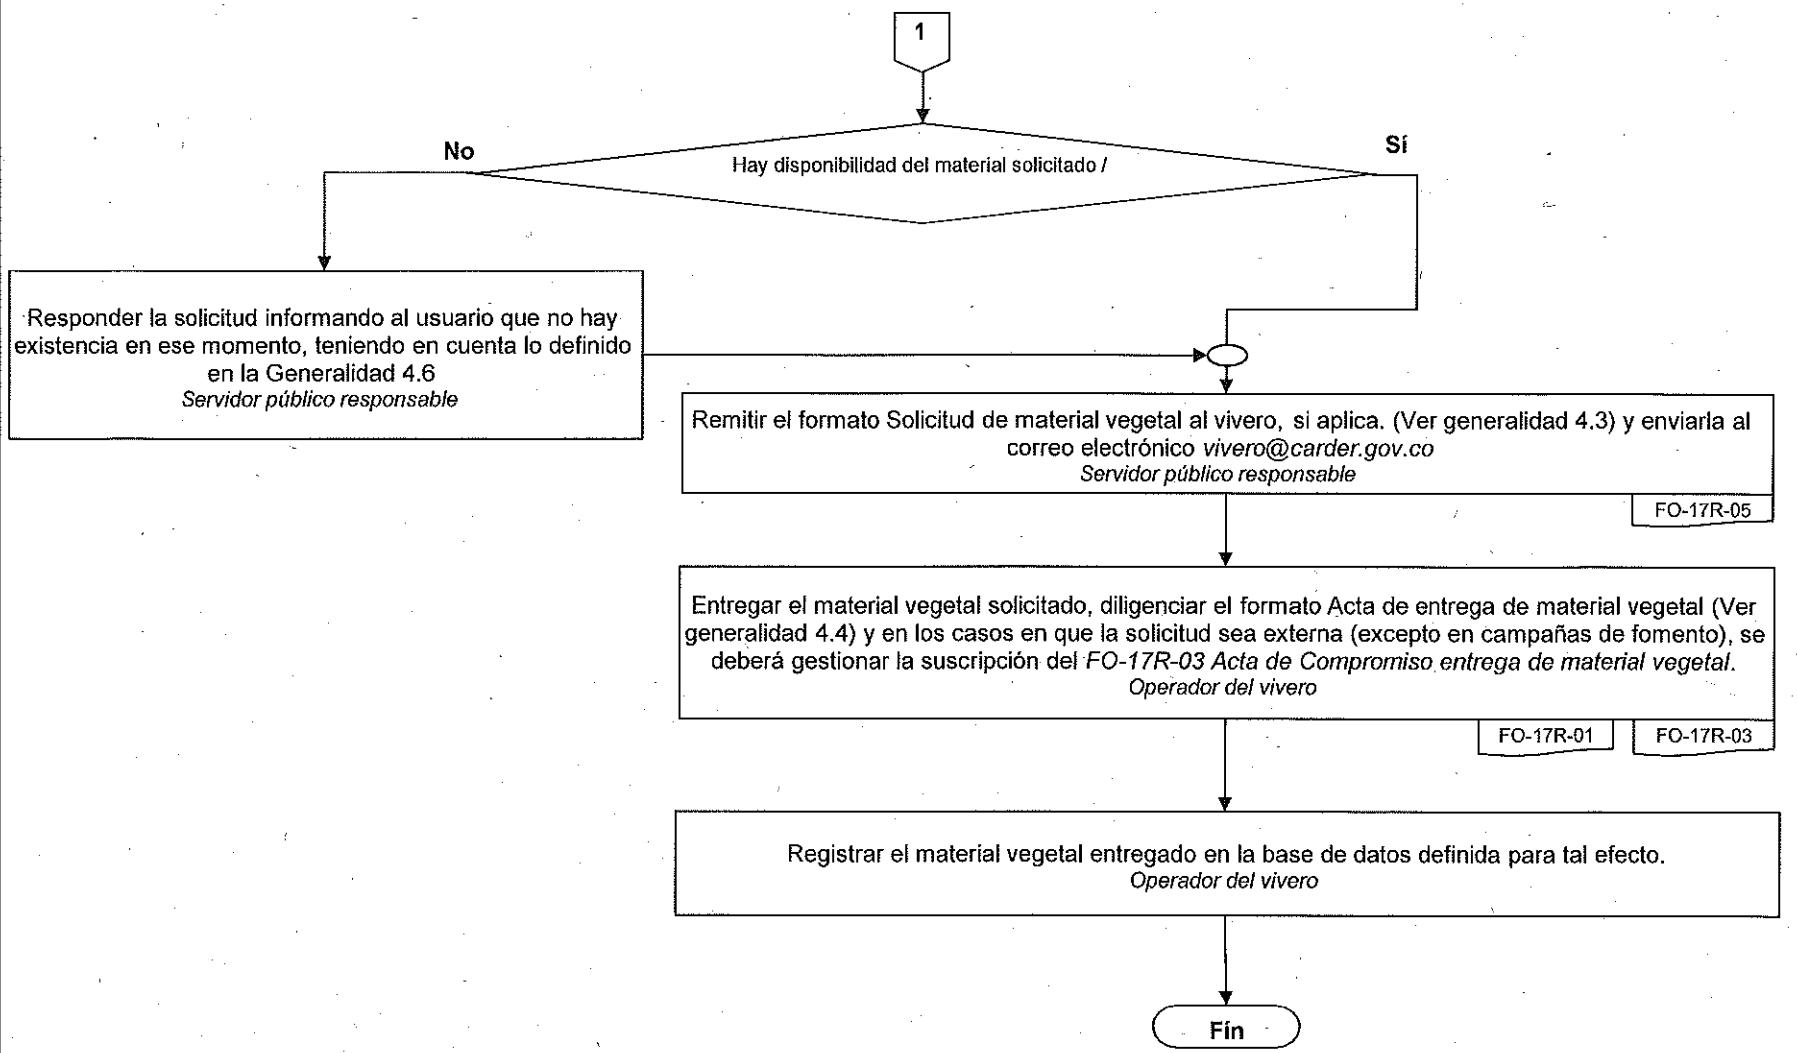 1
No
Sí
Hay disponibilidad del material solicitado /
Responder la solicitud informando al usuario que no hay
existencia en ese momento, teniendo en cuenta lo definido
en la Generalidad 4.6
Servidor público responsable
Remitir el formato Solicitud de material vegetal al vivero, si aplica. (Ver generalidad 4.3) y enviarla al
correo electrónico vivero@carder.gov.co
Servidor público responsable
FO-17R-05
Entregar el material vegetal solicitado, diligenciar el formato Acta de entrega de material vegetal (Ver
generalidad 4.4) y en los casos en que la solicitud sea externa (excepto en campañas de fomento), se
deberá gestionar la suscripción del FO-17R-03 Acta de Compromiso entrega de material vegetal.
Operador del vivero
FO-17R-01
FO-17R-03
Registrar el material vegetal entregado en la base de datos definida para tal efecto.
Operador del vivero
Fín